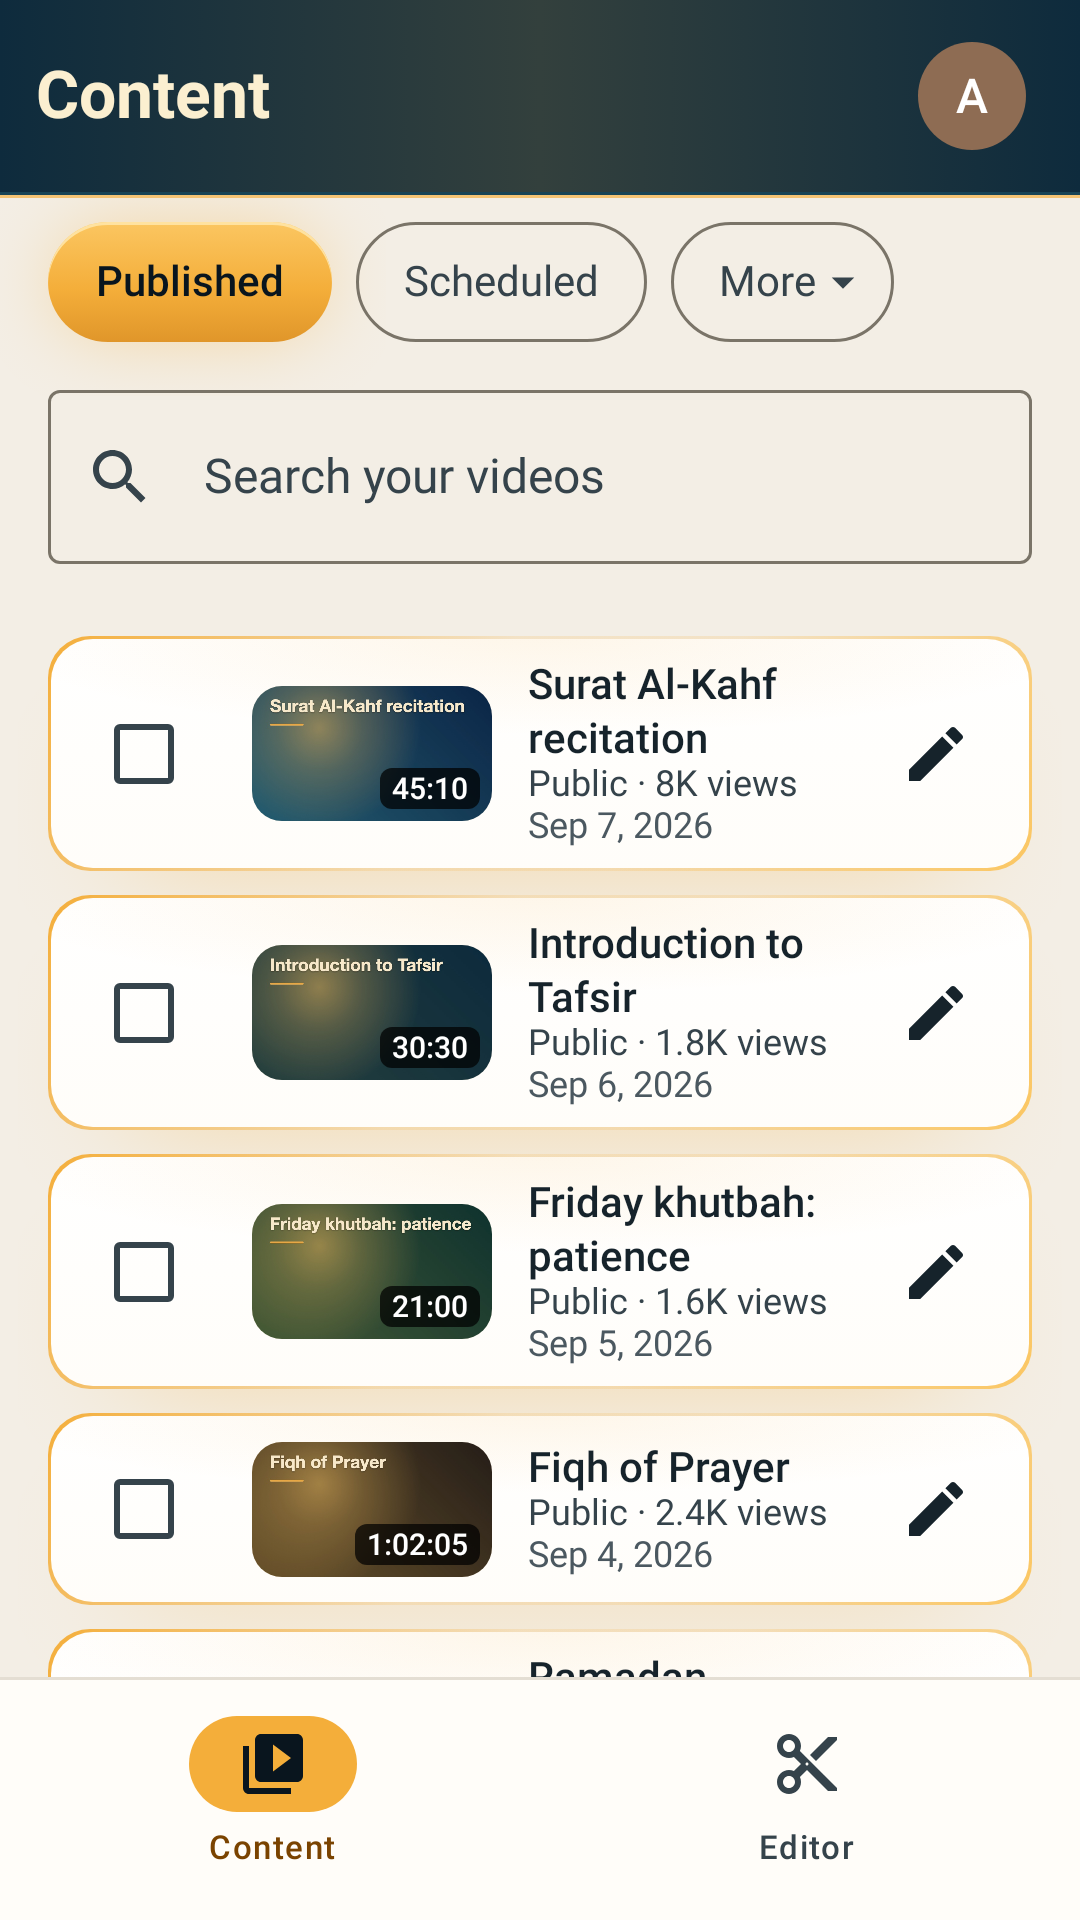 Content
A
Published
Scheduled
More
Search your videos
Surat Al-Kahf recitation
45:10
Surat Al-Kahf
recitation
Public · 8K views
Sep 7, 2026
Introduction to Tafsir
30:30
Introduction to
Tafsir
Public · 1.8K views
Sep 6, 2026
Friday khutbah: patience
21:00
Friday khutbah:
patience
Public · 1.6K views
Sep 5, 2026
Fiqh of Prayer
1:02:05
Fiqh of Prayer
Public · 2.4K views
Sep 4, 2026
Ramadan
Content
Editor